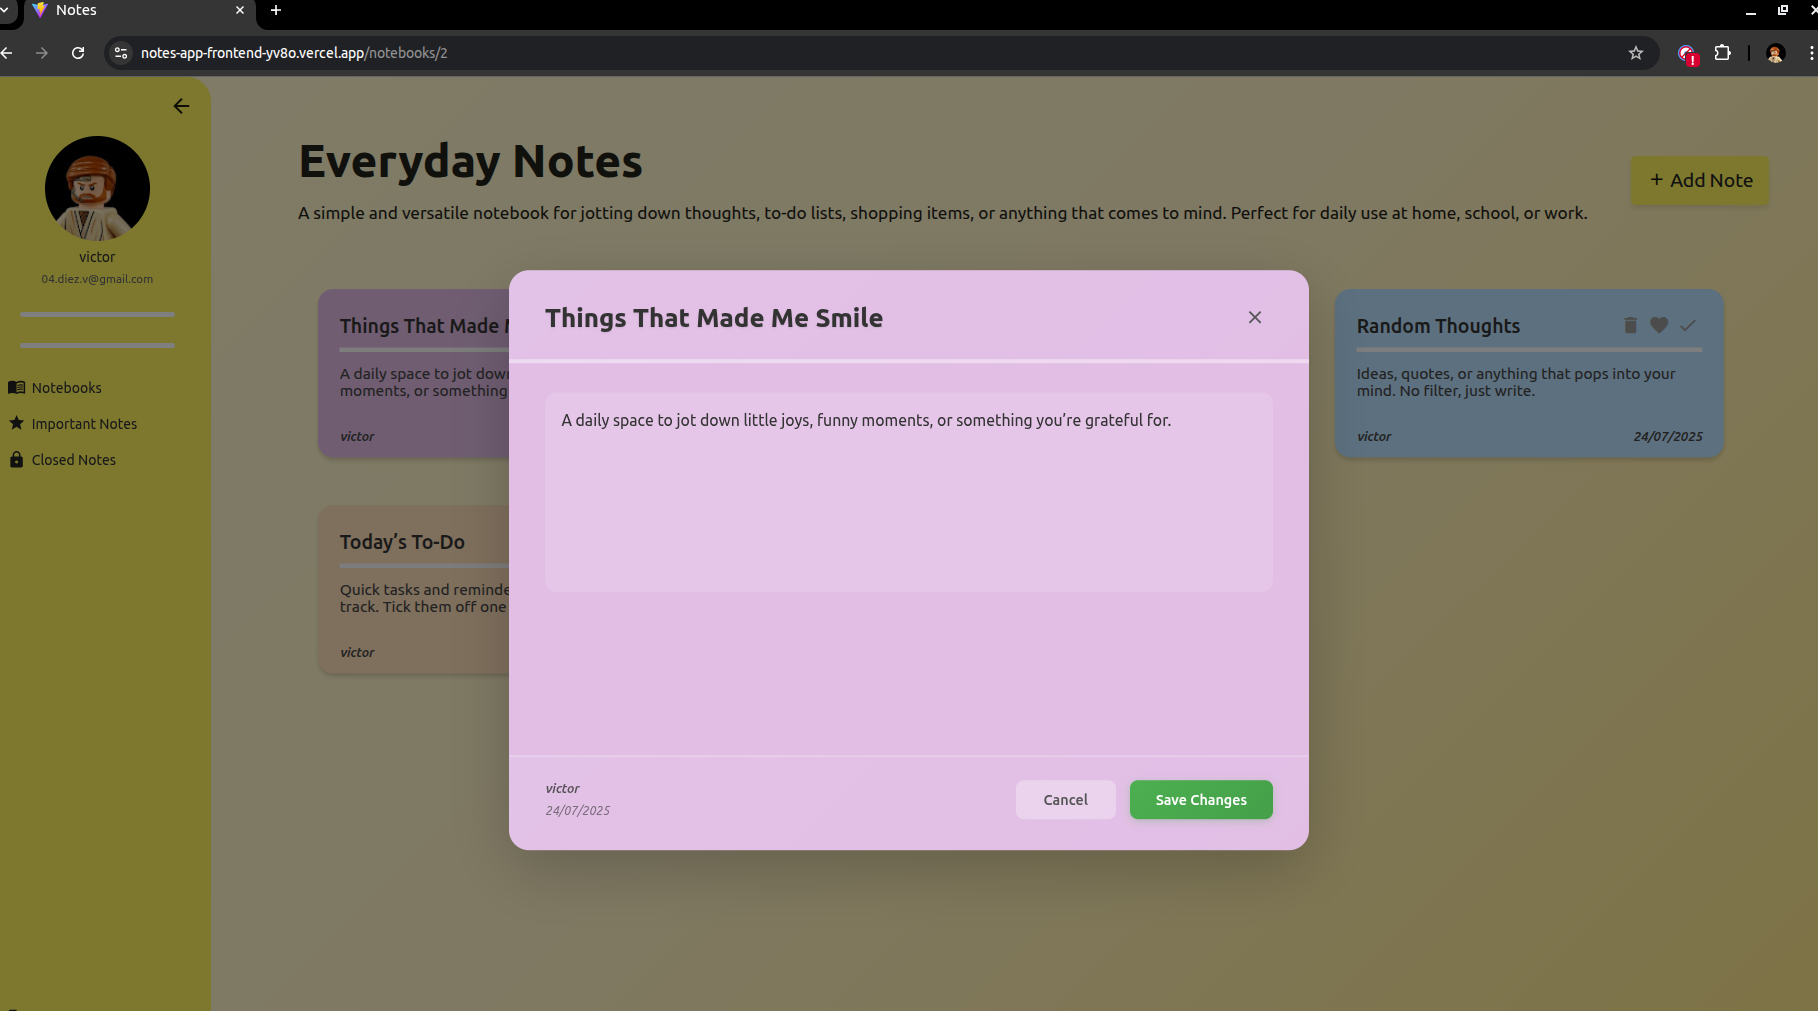 Notes
notes-app-frontend-yv8o.vercel.app/notebooks/2
victor
04.diez.v@gmail.com
Notebooks
Important Notes
Closed Notes
Everyday Notes
+ Add Note
A simple and versatile notebook for jotting down thoughts, to-do lists, shopping items, or anything that comes to mind. Perfect for daily use at home, school, or work.
Things That Made
A daily space to jot down
moments, or something
victor
Today’s To-Do
Quick tasks and reminde
track. Tick them off one
victor
Things That Made Me Smile
A daily space to jot down little joys, funny moments, or something you’re grateful for.
victor
24/07/2025
Cancel
Save Changes
Random Thoughts
Ideas, quotes, or anything that pops into your
mind. No filter, just write.
victor
24/07/2025